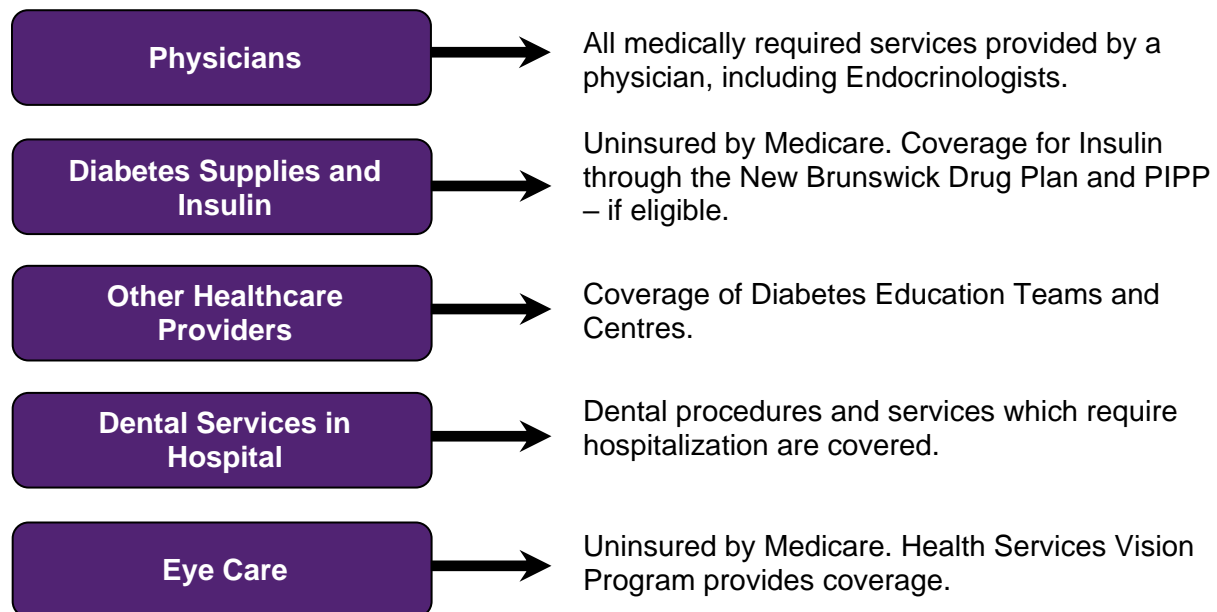 Physicians
All medically required services provided by a
physician, including Endocrinologists.
Diabetes Supplies and
Insulin
Uninsured by Medicare. Coverage for Insulin
through the New Brunswick Drug Plan and PIPP
– if eligible.
Other Healthcare
Providers
Coverage of Diabetes Education Teams and
Centres.
Dental Services in
Hospital
Dental procedures and services which require
hospitalization are covered.
Eye Care
Uninsured by Medicare. Health Services Vision
Program provides coverage.